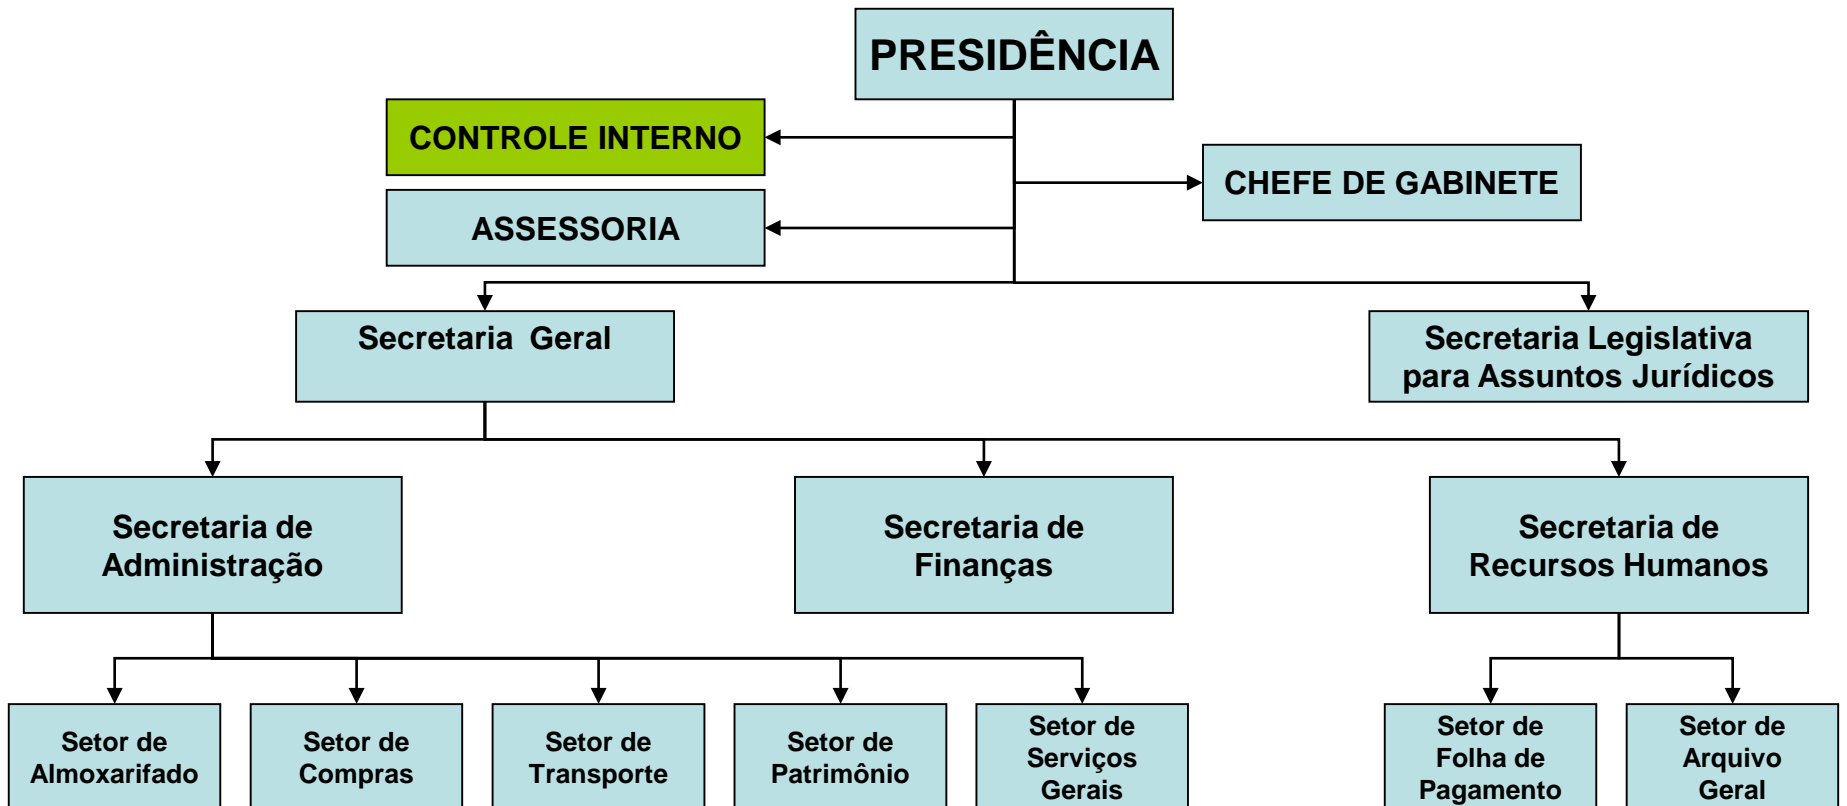 PRESIDÊNCIA
CONTROLE INTERNO
CHEFE DE GABINETE
ASSESSORIA
Secretaria Geral
Secretaria Legislativa
para Assuntos Jurídicos
Secretaria de
Administração
Secretaria de
Finanças
Secretaria de
Recursos Humanos
Setor de
Almoxarifado
Setor de
Compras
Setor de
Transporte
Setor de
Patrimônio
Setor de
Serviços
Gerais
Setor de
Folha de
Pagamento
Setor de
Arquivo
Geral